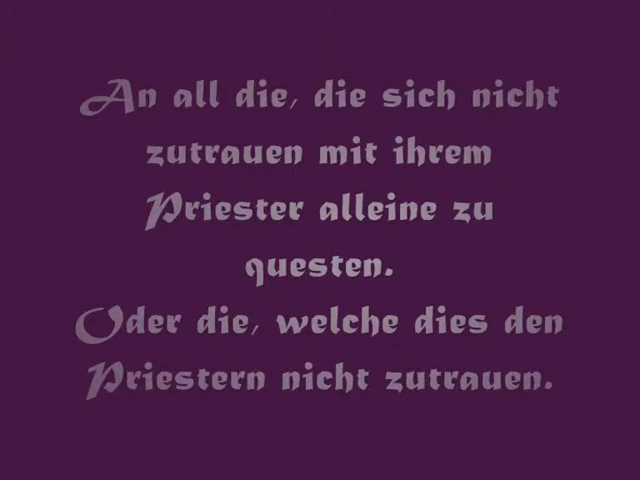 An all die, die sich nicht
zutrauen mit ihrem
Priester alleine zu
questen.
Oder die, welche dies den
Priestern nicht zutrauen.